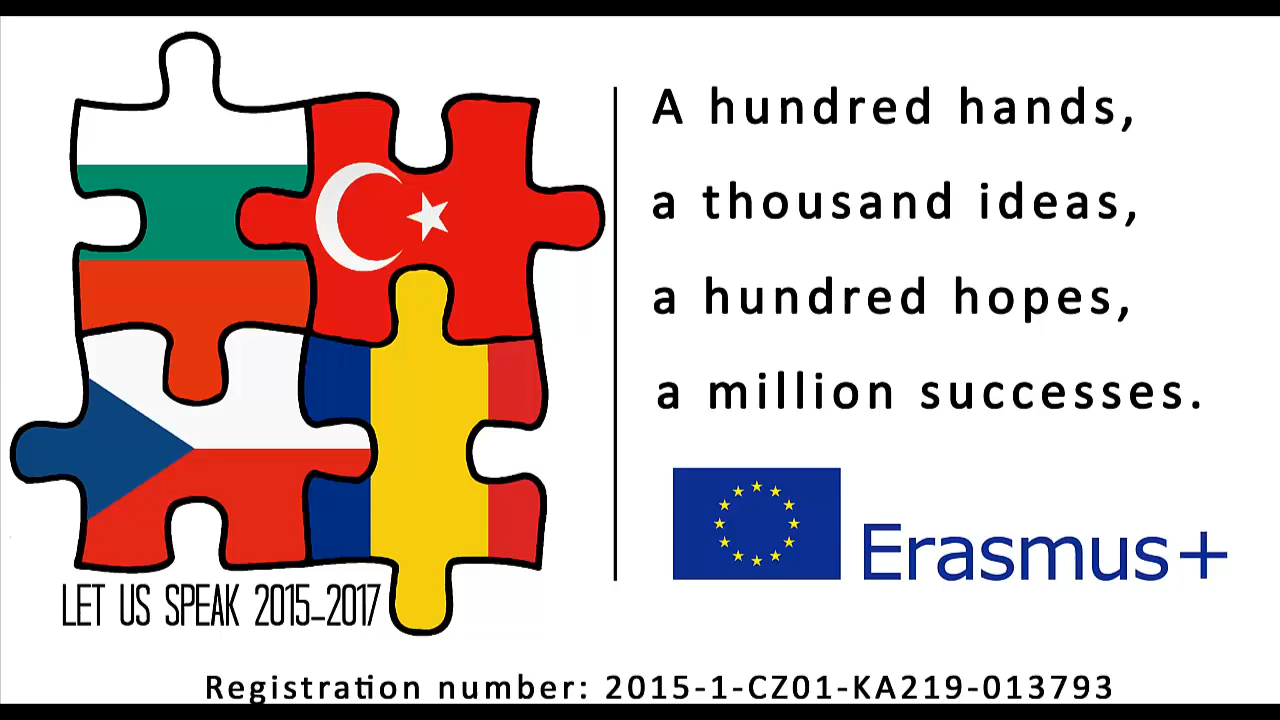 A hundred hands,
a thousand ideas,
a hundred hopes,
a million successes.
Erasmus+
LET US SPEAK 2015-2017
Registration number: 2015-1-CZ01-KA219-013793